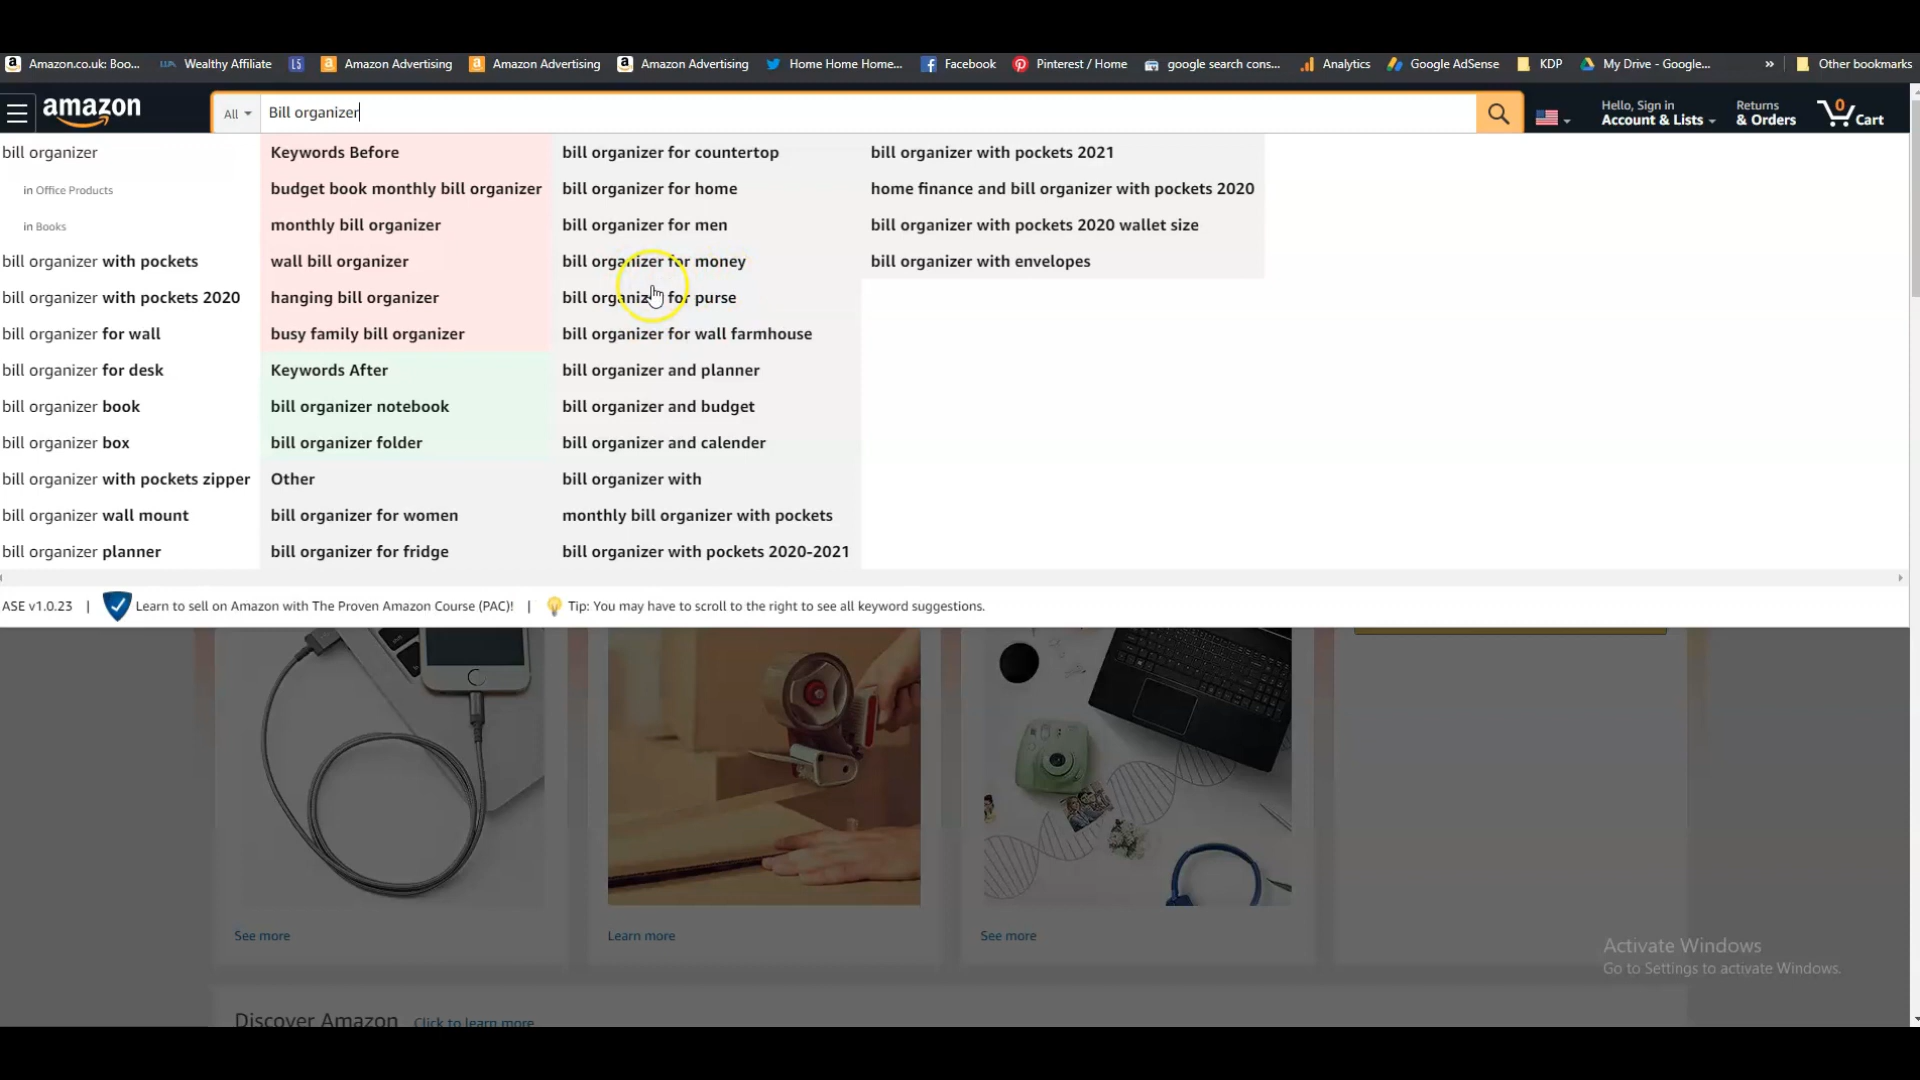 Amazon.co.uk: Boo...
Wealthy Affiliate
LS
Amazon Advertising
Amazon Advertising
Amazon Advertising
Home Home Home...
Facebook
Pinterest / Home
google search cons...
Analytics
Google AdSense
KDP
My Drive - Google...
»
Other bookmarks
amazon
All
Bill organizer
Hello, Sign in
Account & Lists
Returns
& Orders
0
Cart
bill organizer
in Office Products
in Books
bill organizer with pockets
bill organizer with pockets 2020
bill organizer for wall
bill organizer for desk
bill organizer book
bill organizer box
bill organizer with pockets zipper
bill organizer wall mount
bill organizer planner
Keywords Before
budget book monthly bill organizer
monthly bill organizer
wall bill organizer
hanging bill organizer
busy family bill organizer
Keywords After
bill organizer notebook
bill organizer folder
Other
bill organizer for women
bill organizer for fridge
bill organizer for countertop
bill organizer for home
bill organizer for men
bill organizer for money
bill organizer for purse
bill organizer for wall farmhouse
bill organizer and planner
bill organizer and budget
bill organizer and calender
bill organizer with
monthly bill organizer with pockets
bill organizer with pockets 2020-2021
bill organizer with pockets 2021
home finance and bill organizer with pockets 2020
bill organizer with pockets 2020 wallet size
bill organizer with envelopes
ASE v1.0.23 | Learn to sell on Amazon with The Proven Amazon Course (PAC)! | Tip: You may have to scroll to the right to see all keyword suggestions.
See more
Learn more
See more
Activate Windows
Go to Settings to activate Windows.
Discover Amazon
Click to learn more